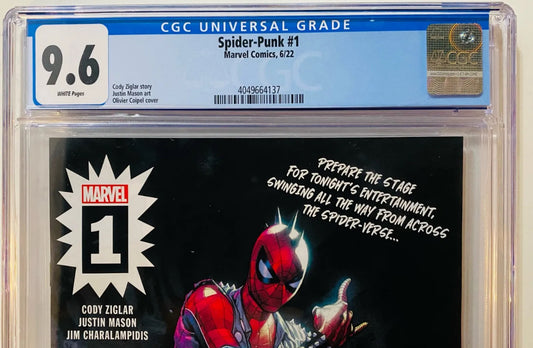 CGC UNIVERSAL GRADE
9.6
WHITE Pages
Spider-Punk #1
Marvel Comics, 6/22
Cody Ziglar story
Justin Mason art
Olivier Coipel cover
4049664137
CGC
CGC
PREPARE THE STAGE
FOR TONIGHT'S ENTERTAINMENT,
SWINGING ALL THE WAY FROM ACROSS
THE SPIDER-VERSE...
MARVEL
1
CODY ZIGLAR
JUSTIN MASON
JIM CHARALAMPIDIS